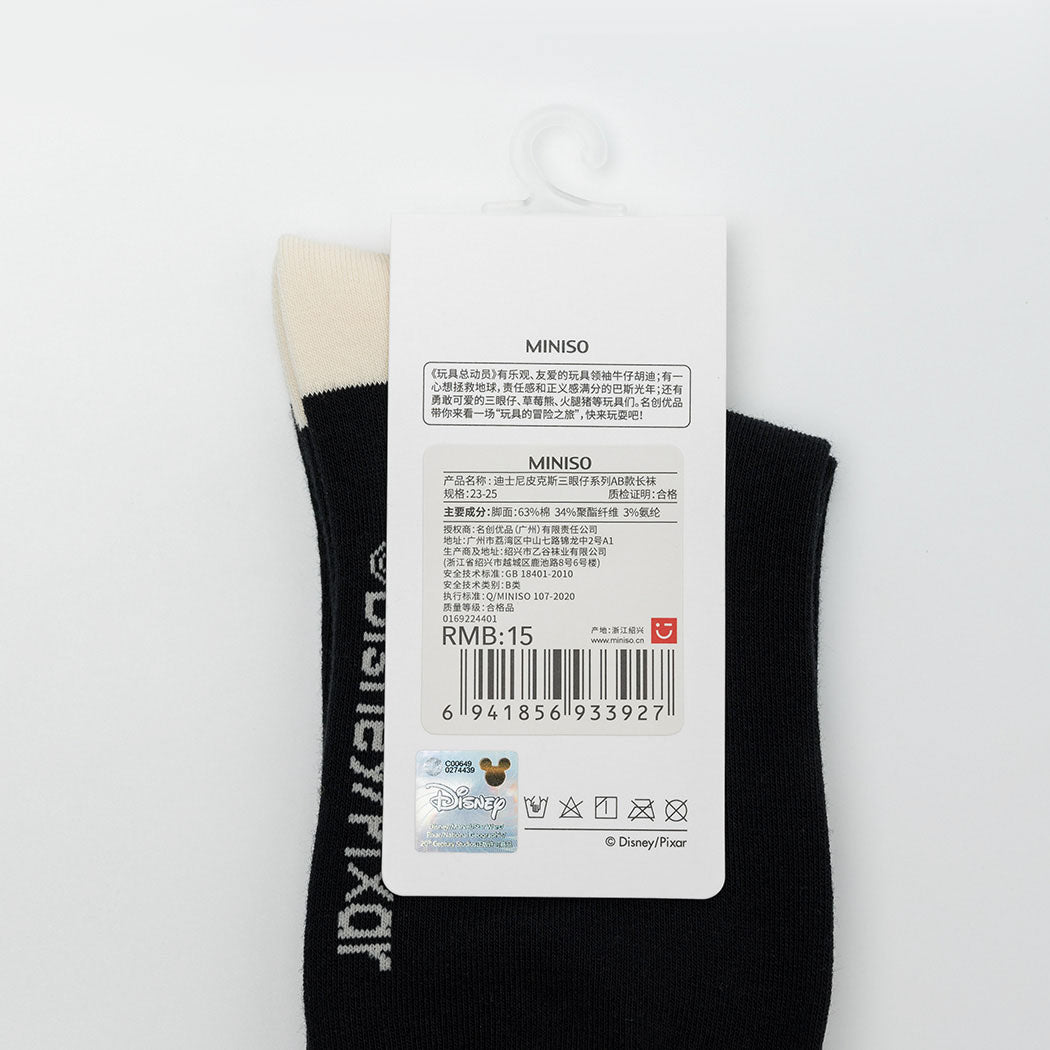 MINISO
《玩具总动员》有乐观、友爱的玩具领袖牛仔胡迪；有一
心想拯救地球，责任感和正义感满分的巴斯光年；还有
勇敢可爱的三眼仔、草莓熊、火腿猪等玩具们。名创优品
带你来看一场“玩具的冒险之旅”，快来玩耍吧！
MINISO
产品名称：迪士尼皮克斯三眼仔系列AB款长袜
规格：23-25 质检证明：合格
主要成分：脚面：63%棉 34%聚酯纤维 3%氨纶
授权商：名创优品（广州）有限责任公司
地址：广州市荔湾区中山七路锦龙中2号A1
生产商及地址：绍兴市乙谷袜业有限公司
(浙江省绍兴市越城区鹿池路8号6号楼)
安全技术标准：GB 18401-2010
安全技术类别：B类
执行标准：Q/MINISO 107-2020
质量等级：合格品
0169224401
RMB:15
产地：浙江绍兴
www.miniso.cn
6 941856 933927
C00649
0274439
Disney
Disney/Marvel/Star Wars/
Pixar/National Geographic/
20th Century Studios
© Disney/Pixar
©Disney/Pixar